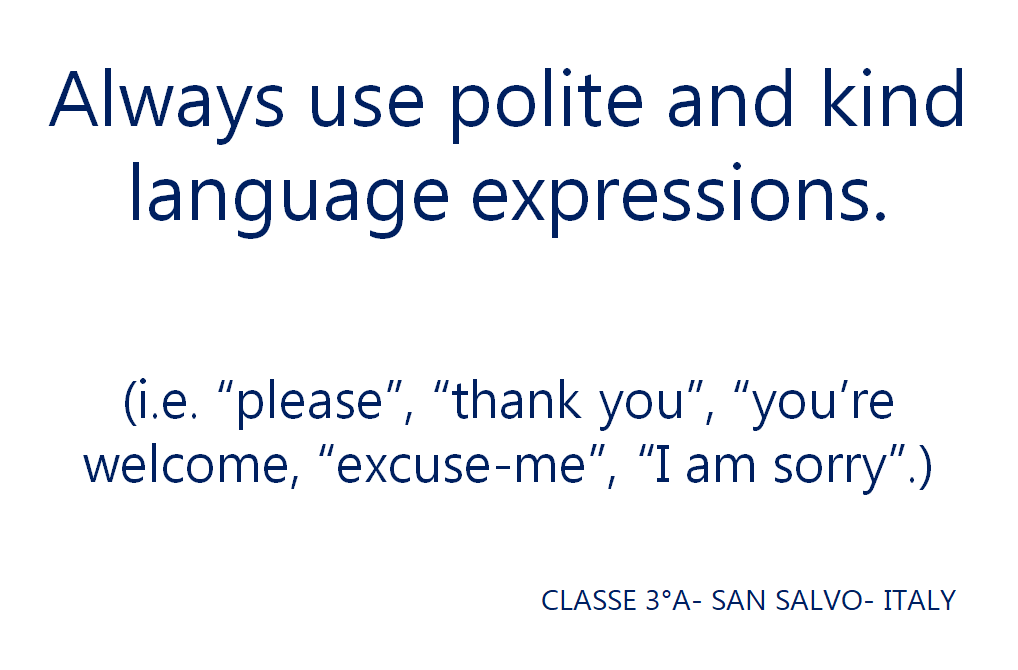 Always use polite and kind
language expressions.
(i.e. “please”, “thank you”, “you’re
welcome, “excuse-me”, “I am sorry”.)
CLASSE 3°A- SAN SALVO- ITALY